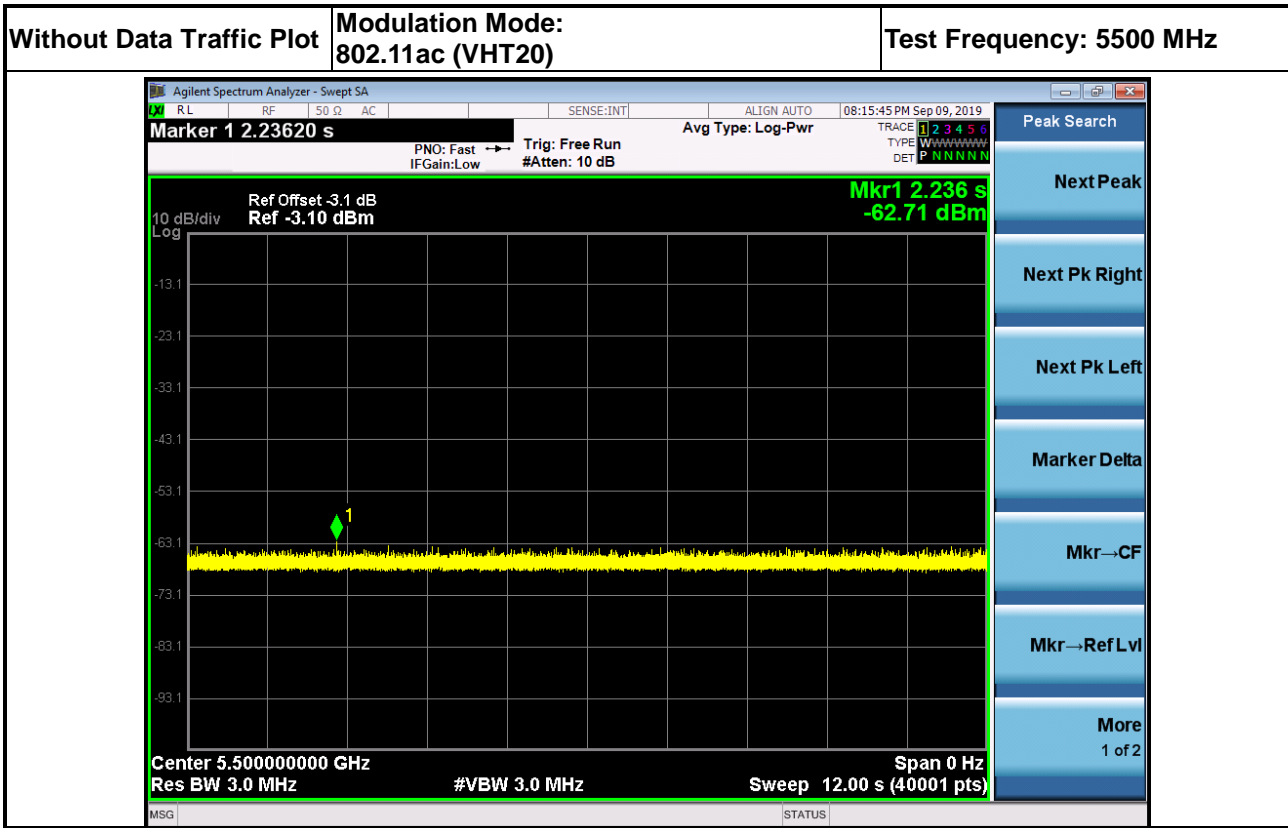 Without Data Traffic Plot
Modulation Mode:
802.11ac (VHT20)
Test Frequency: 5500 MHz
Agilent Spectrum Analyzer - Swept SA
LXI RL RF 50 Ω AC SENSE:INT ALIGN AUTO 08:15:45 PM Sep 09, 2019
Marker 1 2.23620 s
PNO: Fast
IFGain:Low
Trig: Free Run
#Atten: 10 dB
Avg Type: Log-Pwr
TRACE 1 2 3 4 5 6
TYPE WWWWWW
DET P N N N N N
Peak Search
Next Peak
Next Pk Right
Next Pk Left
Marker Delta
Mkr→CF
Mkr→Ref Lvl
More
1 of 2
Mkr1 2.236 s
-62.71 dBm
Ref Offset -3.1 dB
10 dB/div Ref -3.10 dBm
Log
-13.1
-23.1
-33.1
-43.1
-53.1
1
-63.1
-73.1
-83.1
-93.1
Center 5.500000000 GHz Span 0 Hz
Res BW 3.0 MHz #VBW 3.0 MHz Sweep 12.00 s (40001 pts)
MSG STATUS